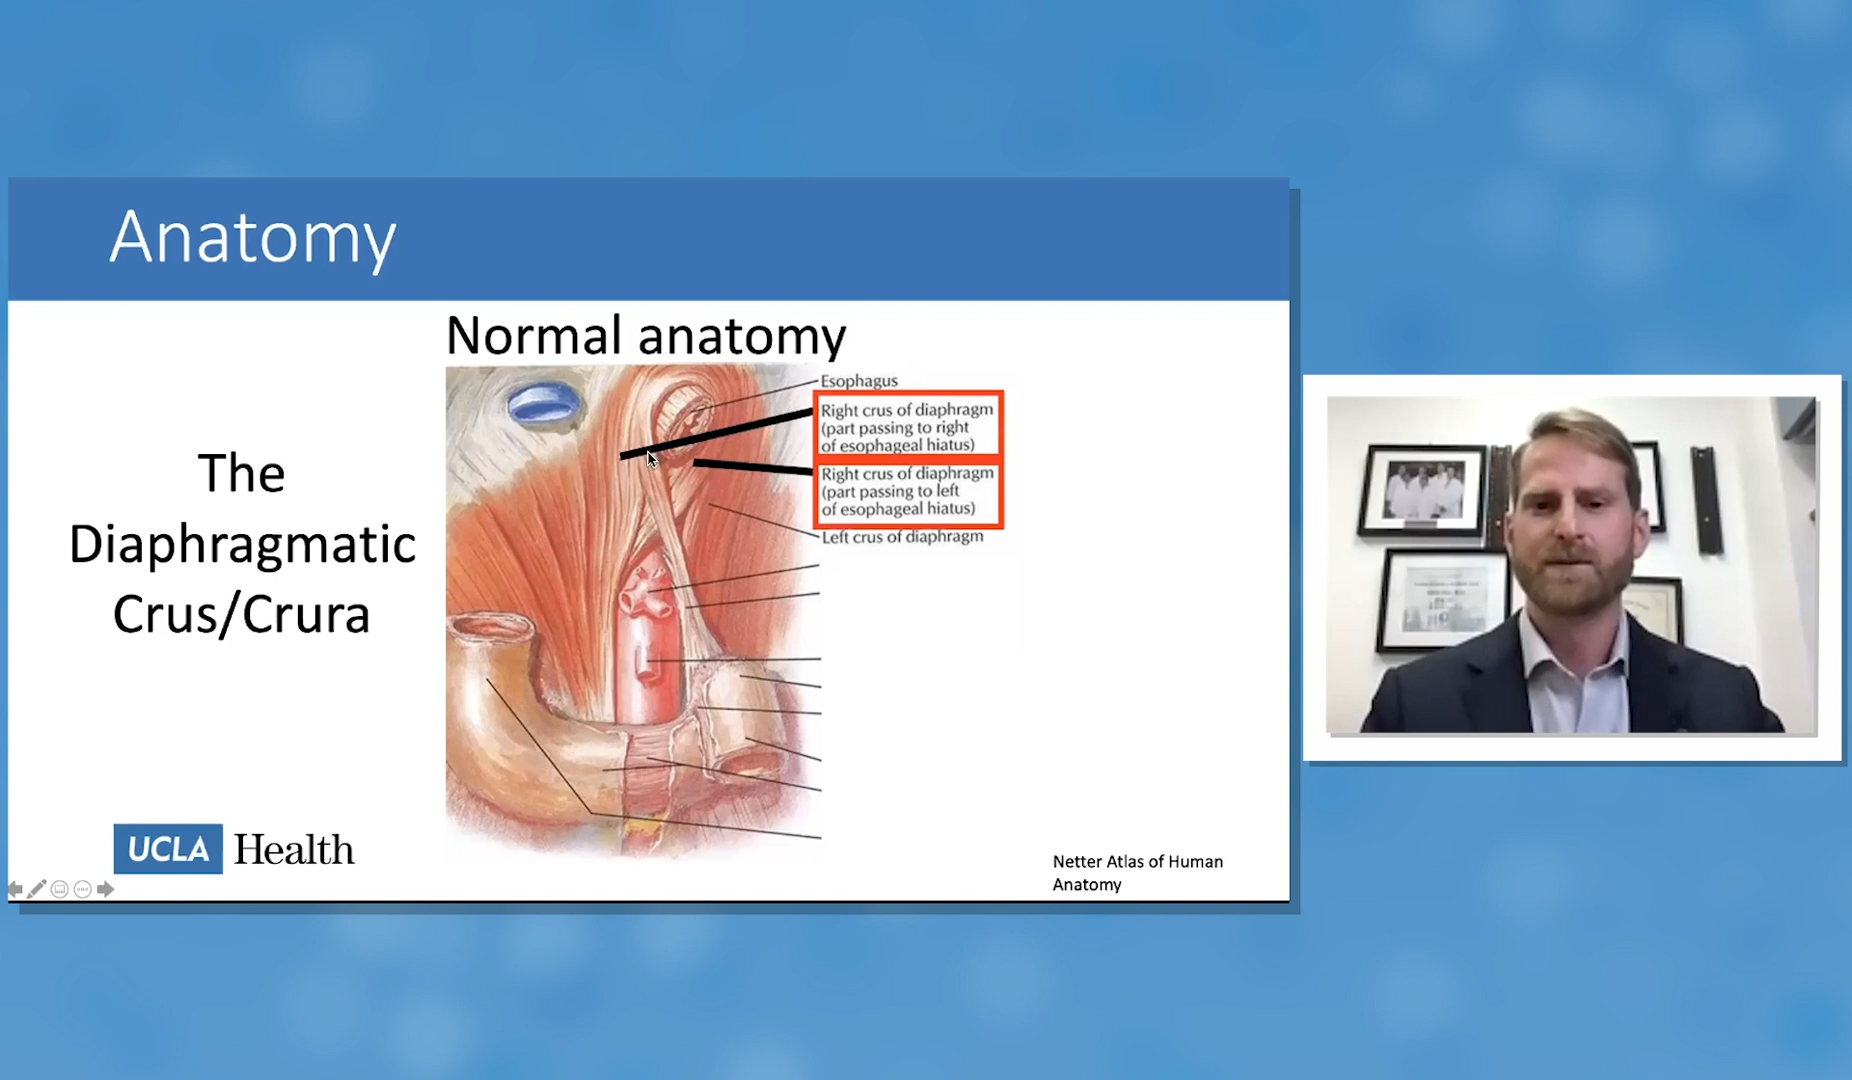 Anatomy
Normal anatomy
The
Diaphragmatic
Crus/Crura
Esophagus
Right crus of diaphragm
(part passing to right
of esophageal hiatus)
Right crus of diaphragm
(part passing to left
of esophageal hiatus)
Left crus of diaphragm
UCLA Health
Netter Atlas of Human
Anatomy